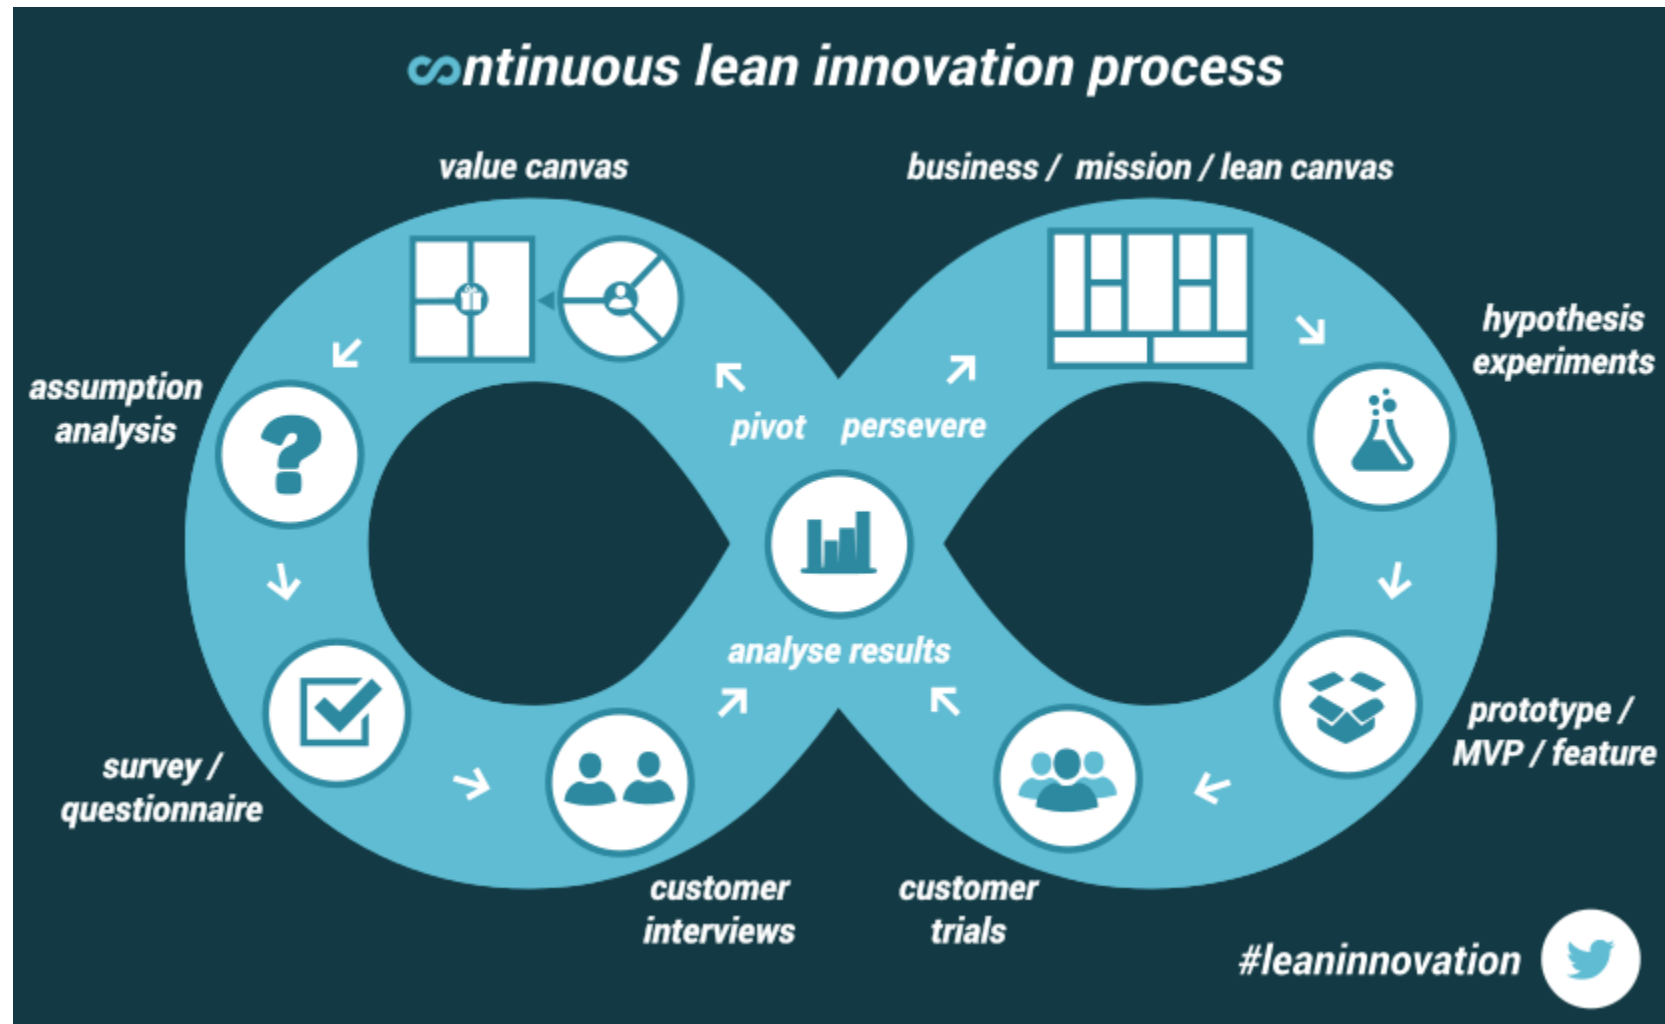 continuous lean innovation process
value canvas
business / mission / lean canvas
hypothesis
experiments
assumption
analysis
pivot
persevere
analyse results
prototype /
MVP / feature
survey /
questionnaire
customer
interviews
customer
trials
#leaninnovation